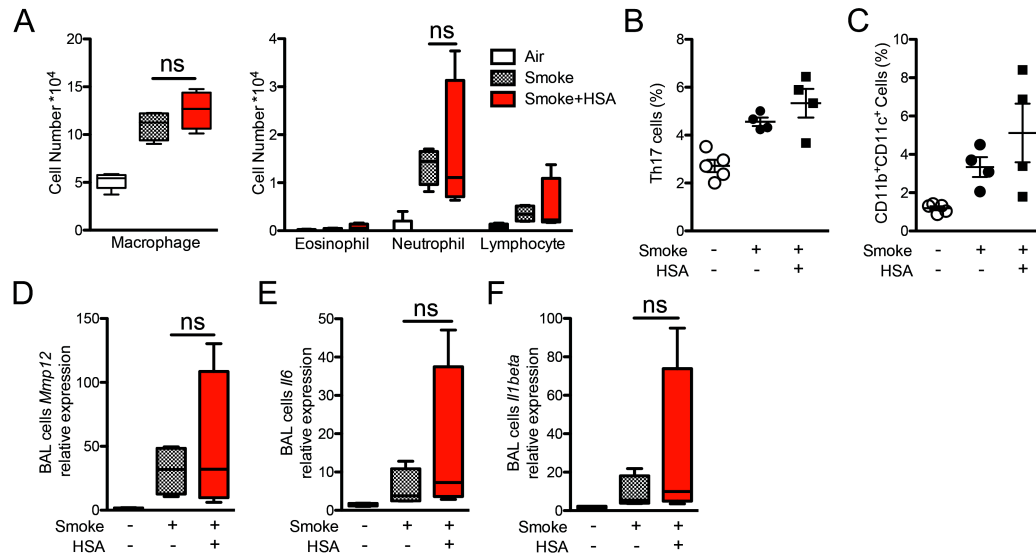 A
Cell Number *10⁴
20
15
10
5
0
ns
Macrophage
Cell Number *10⁴
4
3
2
1
0
ns
Eosinophil Neutrophil Lymphocyte
Air
Smoke
Smoke+HSA
B
Th17 cells (%)
8
6
4
2
0
Smoke - + +
HSA - - +
C
CD11b⁺CD11c⁺ Cells (%)
10
8
6
4
2
0
Smoke - + +
HSA - - +
D
BAL cells Mmp12
relative expression
150
100
50
0
ns
Smoke - + +
HSA - - +
E
BAL cells Il6
relative expression
50
40
30
20
10
0
ns
Smoke - + +
HSA - - +
F
BAL cells Il1beta
relative expression
100
80
60
40
20
0
ns
Smoke - + +
HSA - - +